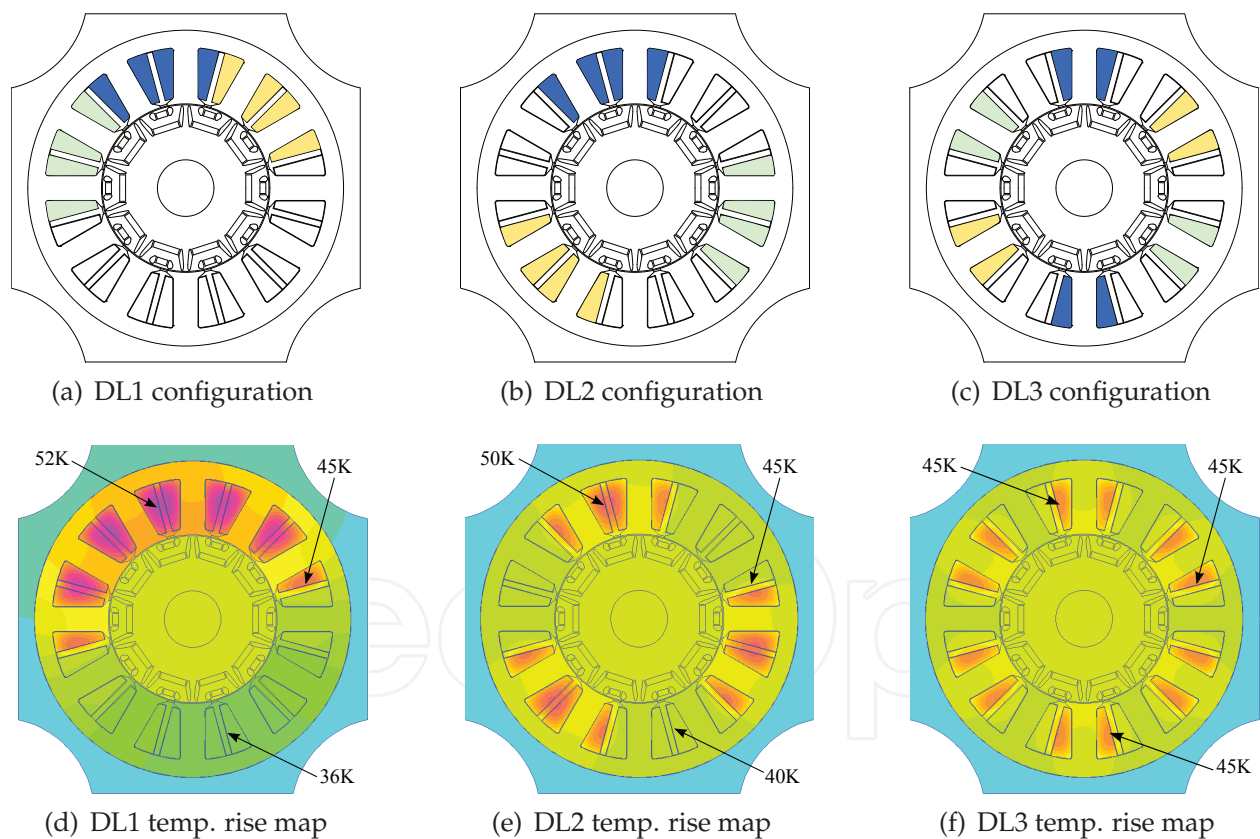 (a) DL1 configuration
(b) DL2 configuration
(c) DL3 configuration
52K
45K
36K
50K
45K
40K
45K
45K
45K
(d) DL1 temp. rise map
(e) DL2 temp. rise map
(f) DL3 temp. rise map